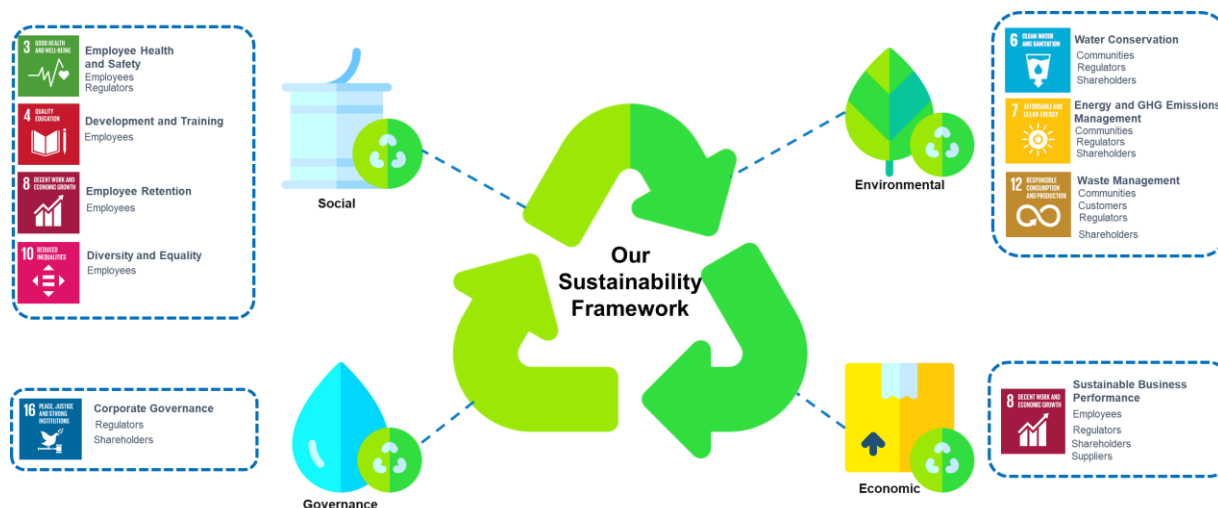 3 GOOD HEALTH
AND WELL-BEING
Employee Health
and Safety
Employees
Regulators
4 QUALITY
EDUCATION
Development and Training
Employees
8 DECENT WORK AND
ECONOMIC GROWTH
Employee Retention
Employees
10 REDUCED
INEQUALITIES
Diversity and Equality
Employees
Social
Environmental
6 CLEAN WATER
AND SANITATION
Water Conservation
Communities
Regulators
Shareholders
7 AFFORDABLE AND
CLEAN ENERGY
Energy and GHG Emissions
Management
Communities
Regulators
Shareholders
12 RESPONSIBLE
CONSUMPTION
AND PRODUCTION
Waste Management
Communities
Customers
Regulators
Shareholders
Our
Sustainability
Framework
16 PEACE, JUSTICE
AND STRONG
INSTITUTIONS
Corporate Governance
Regulators
Shareholders
Governance
Economic
8 DECENT WORK AND
ECONOMIC GROWTH
Sustainable Business
Performance
Employees
Regulators
Shareholders
Suppliers